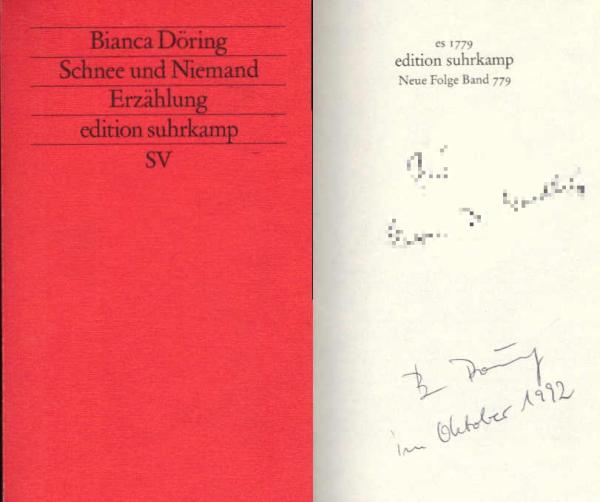 Bianca Döring
Schnee und Niemand
Erzählung
edition suhrkamp
SV
es 1779
edition suhrkamp
Neue Folge Band 779
B Döring
im Oktober 1992